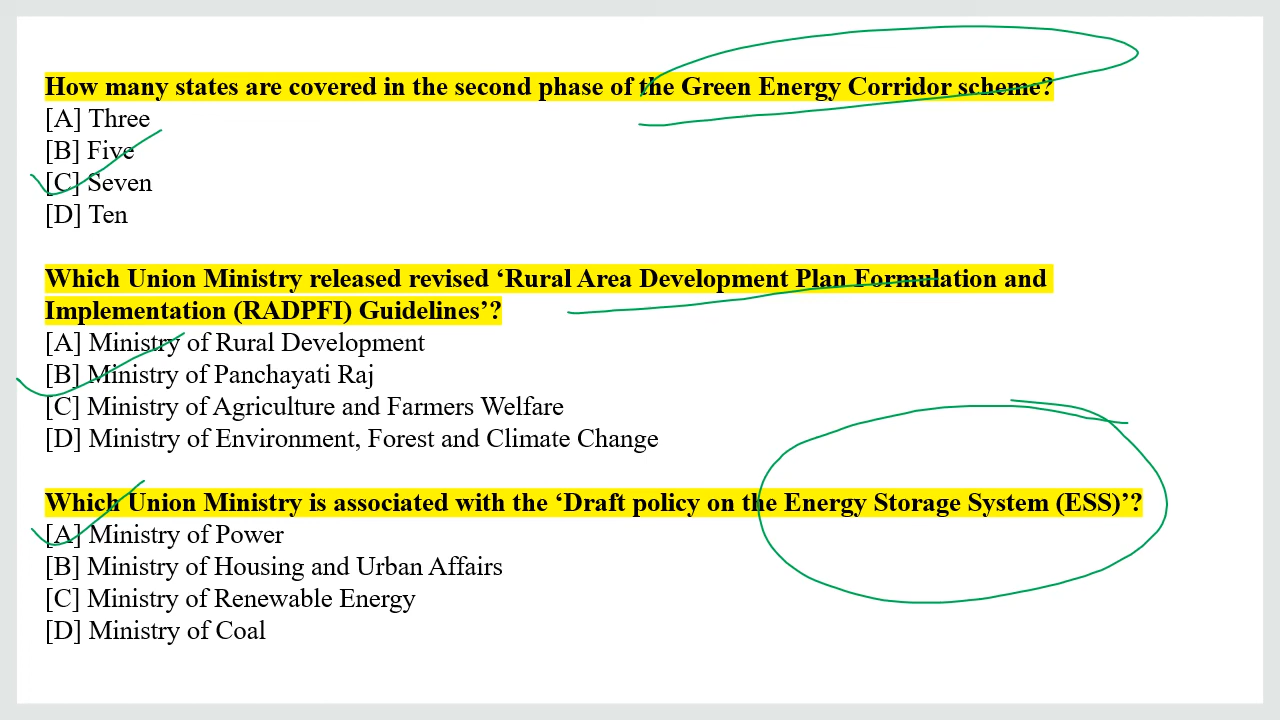 How many states are covered in the second phase of the Green Energy Corridor scheme?
[A] Three
[B] Five
[C] Seven
[D] Ten
Which Union Ministry released revised ‘Rural Area Development Plan Formulation and
Implementation (RADPFI) Guidelines’?
[A] Ministry of Rural Development
[B] Ministry of Panchayati Raj
[C] Ministry of Agriculture and Farmers Welfare
[D] Ministry of Environment, Forest and Climate Change
Which Union Ministry is associated with the ‘Draft policy on the Energy Storage System (ESS)’?
[A] Ministry of Power
[B] Ministry of Housing and Urban Affairs
[C] Ministry of Renewable Energy
[D] Ministry of Coal